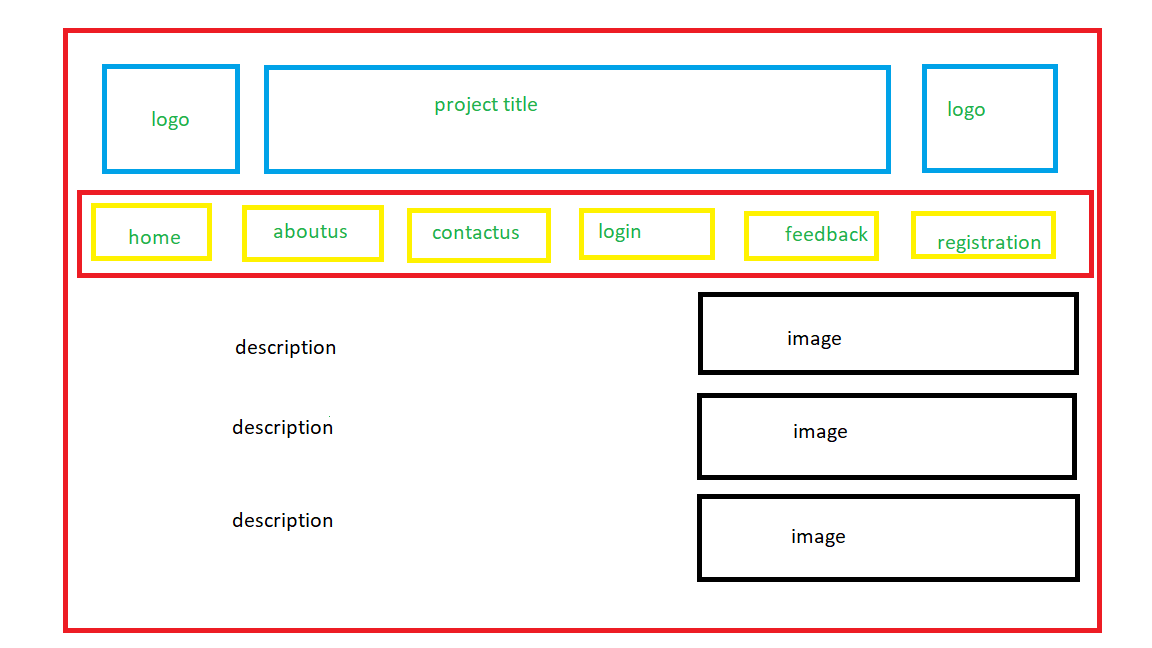 logo
project title
logo
home
aboutus
contactus
login
feedback
registration
description
image
description
image
description
image